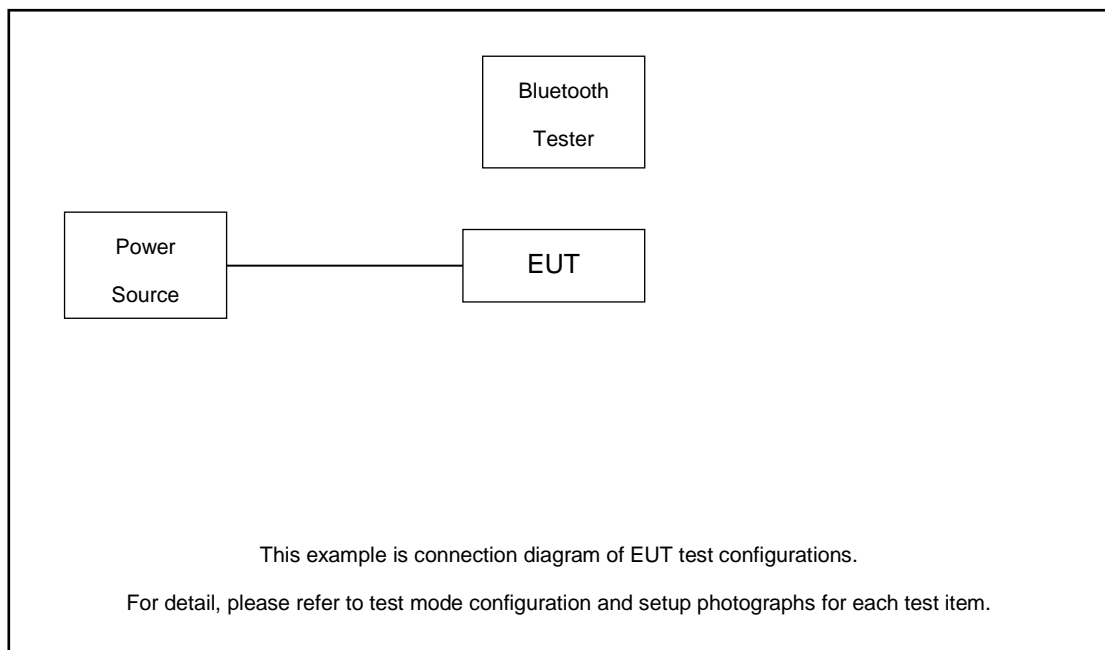 Bluetooth
Tester
Power
Source
EUT
This example is connection diagram of EUT test configurations.
For detail, please refer to test mode configuration and setup photographs for each test item.